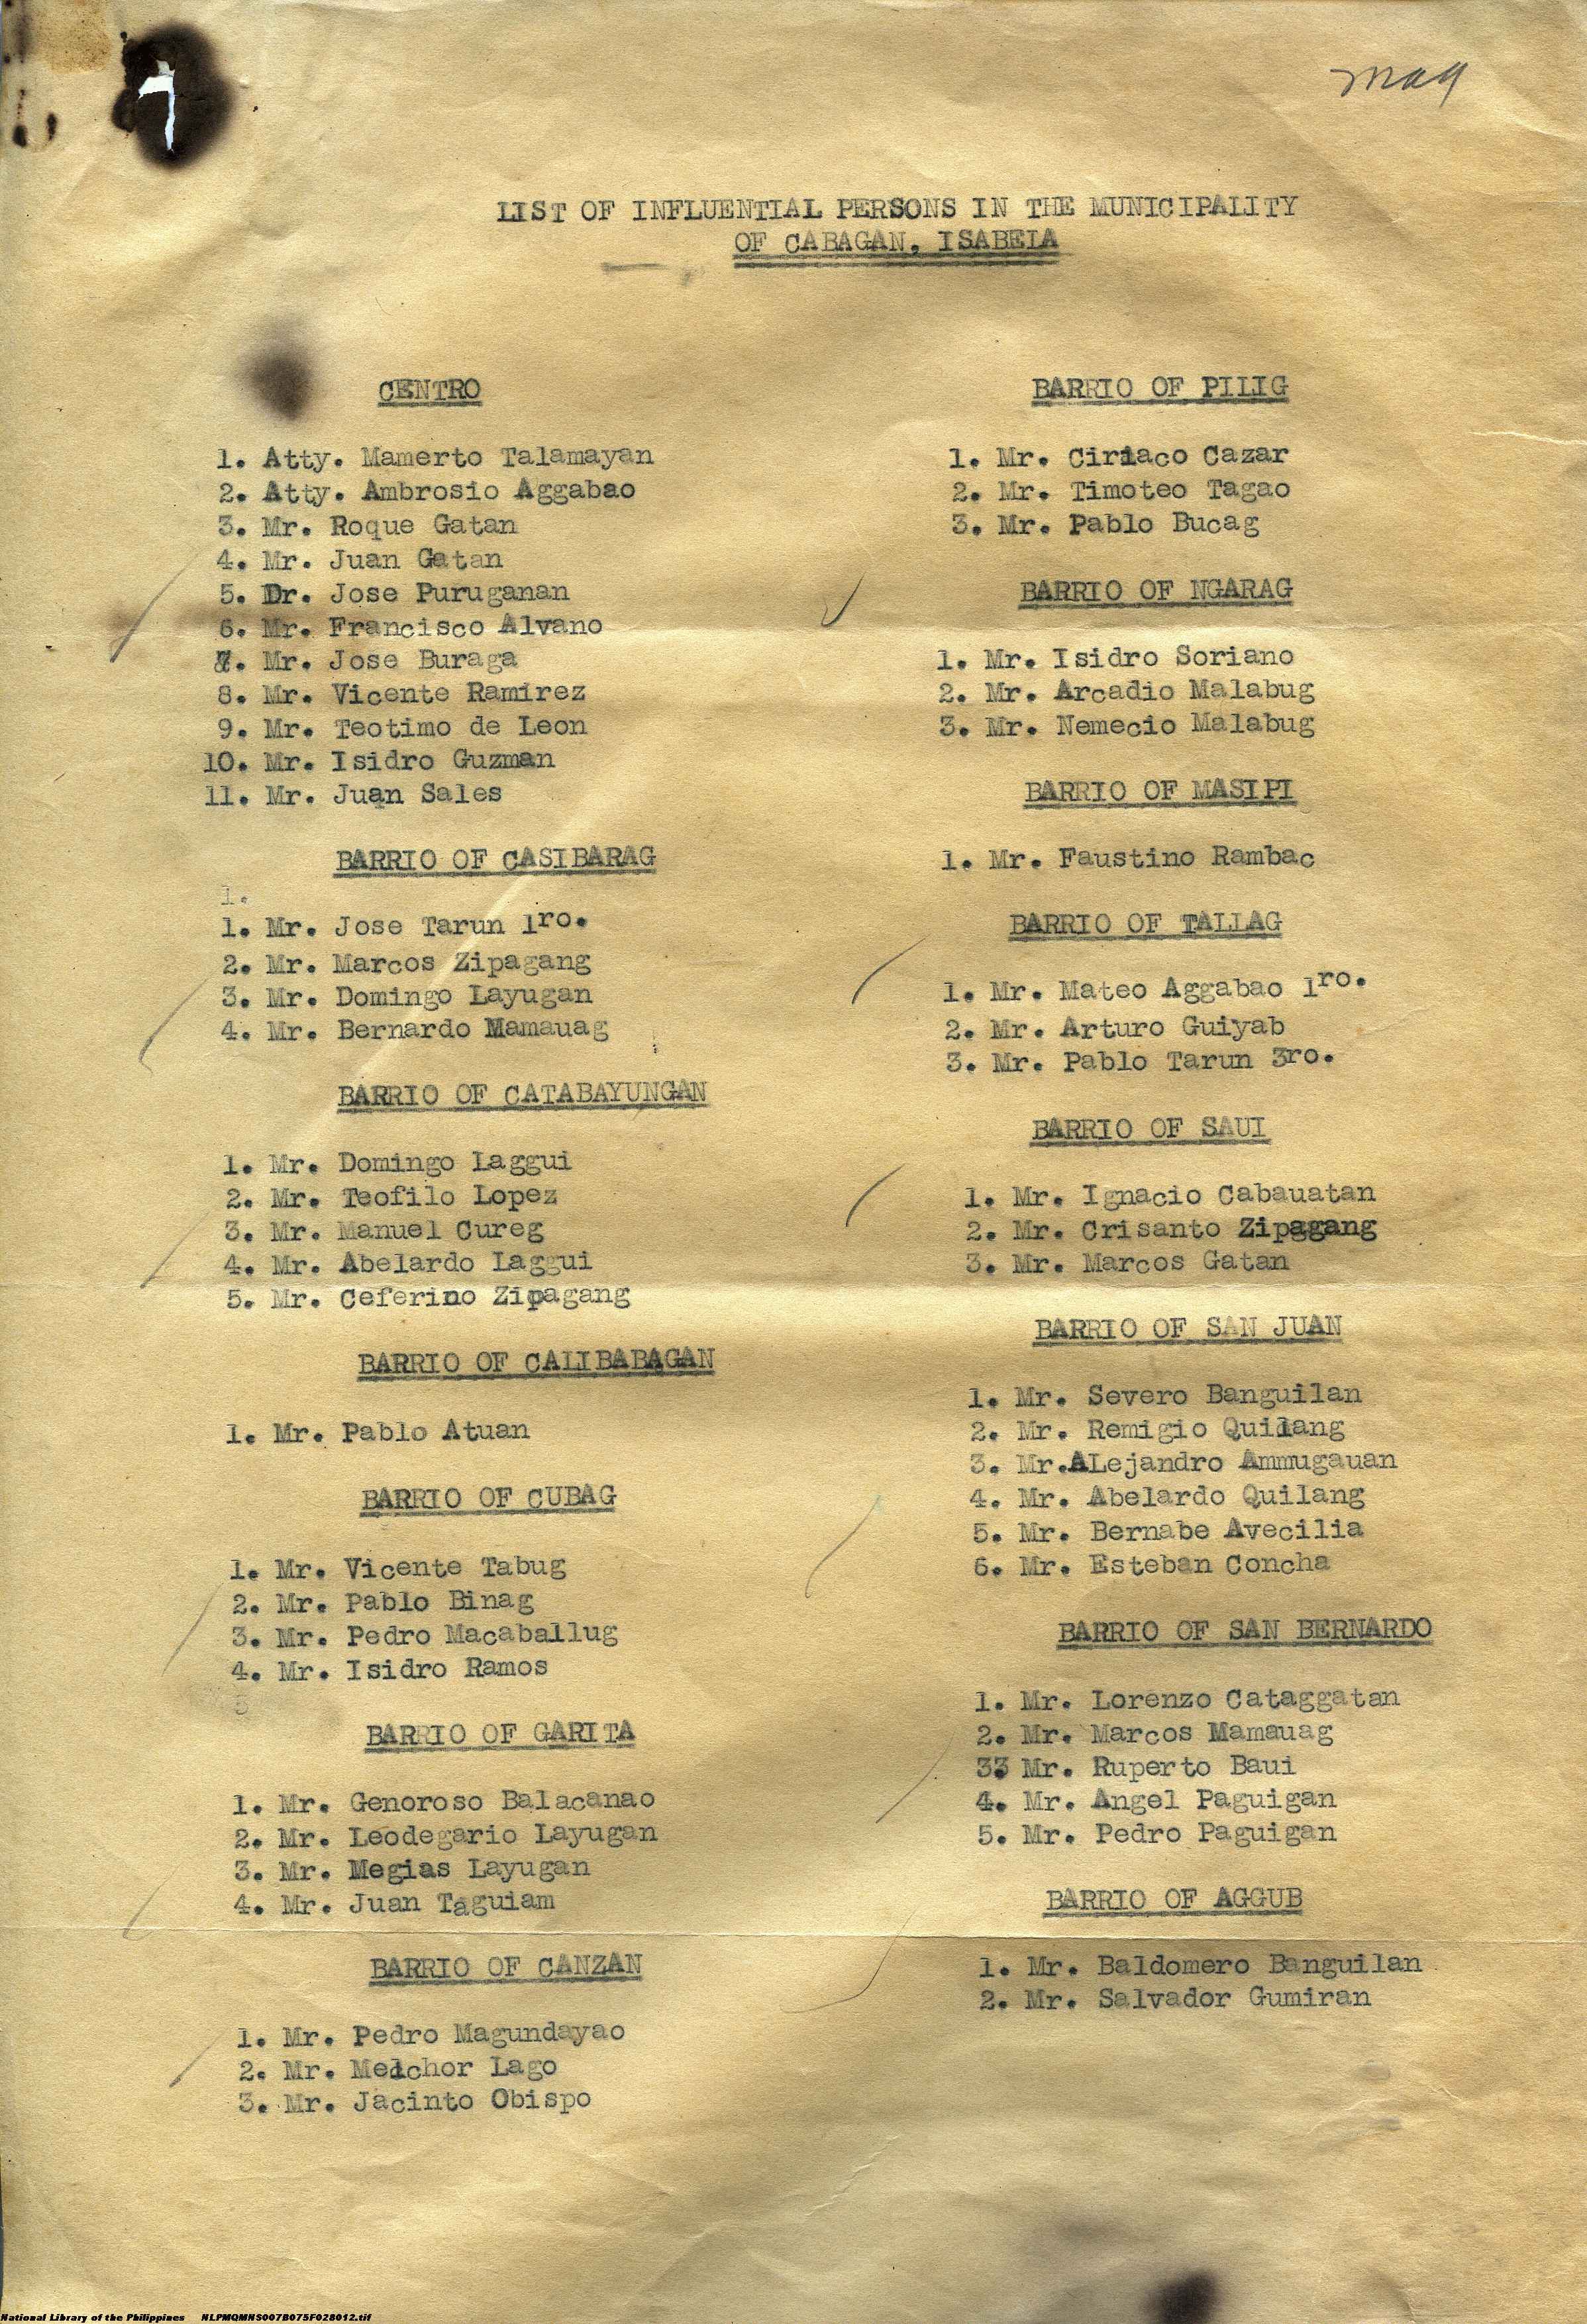 LIST OF INFLUENTIAL PERSONS IN THE MUNICIPALITY
OF CABAGAN, ISABELA
CENTRO
1. Atty. Mamerto Talamayan
2. Atty. Ambrosio Aggabao
3. Mr. Roque Gatan
4. Mr. Juan Gatan
5. Dr. Jose Puruganan
6. Mr. Francisco Alvano
7. Mr. Jose Buraga
8. Mr. Vicente Ramirez
9. Mr. Teotimo de Leon
10. Mr. Isidro Guzman
11. Mr. Juan Sales
BARRIO OF CASIBARAG
1.
1. Mr. Jose Tarun 1ro.
2. Mr. Marcos Zipagang
3. Mr. Domingo Layugan
4. Mr. Bernardo Mamauag
BARRIO OF CATABAYUNGAN
1. Mr. Domingo Laggui
2. Mr. Teofilo Lopez
3. Mr. Manuel Cureg
4. Mr. Abelardo Laggui
5. Mr. Ceferino Zipagang
BARRIO OF CALIBABAGAN
1. Mr. Pablo Atuan
BARRIO OF CUBAG
1. Mr. Vicente Tabug
2. Mr. Pablo Binag
3. Mr. Pedro Macaballug
4. Mr. Isidro Ramos
5
BARRIO OF GARITA
1. Mr. Genoroso Balacanao
2. Mr. Leodegario Layugan
3. Mr. Megias Layugan
4. Mr. Juan Taguiam
BARRIO OF CANZAN
1. Mr. Pedro Magundayao
2. Mr. Melchor Lago
3. Mr. Jacinto Obispo
BARRIO OF PILIG
1. Mr. Ciriaco Cazar
2. Mr. Timoteo Tagao
3. Mr. Pablo Bucag
BARRIO OF NGARAG
1. Mr. Isidro Soriano
2. Mr. Arcadio Malabug
3. Mr. Nemecio Malabug
BARRIO OF MASIPI
1. Mr. Faustino Rambac
BARRIO OF TALLAG
1. Mr. Mateo Aggabao 1ro.
2. Mr. Arturo Guiyab
3. Mr. Pablo Tarun 3ro.
BARRIO OF SAUI
1. Mr. Ignacio Cabauatan
2. Mr. Crisanto Zipagang
3. Mr. Marcos Gatan
BARRIO OF SAN JUAN
1. Mr. Severo Banguilan
2. Mr. Remigio Quilang
3. Mr.ALejandro Ammugauan
4. Mr. Abelardo Quilang
5. Mr. Bernabe Avecilia
6. Mr. Esteban Concha
BARRIO OF SAN BERNARDO
1. Mr. Lorenzo Cataggatan
2. Mr. Marcos Mamauag
33 Mr. Ruperto Baui
4. Mr. Angel Paguigan
5. Mr. Pedro Paguigan
BARRIO OF AGGUB
1. Mr. Baldomero Banguilan
2. Mr. Salvador Gumiran
National Library of the Philippines NLPMQMNS007B075F028012.tif